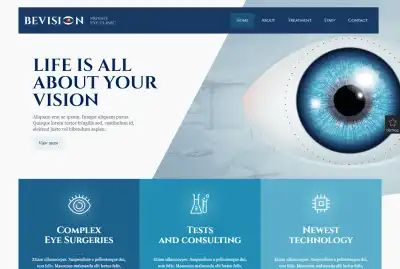 BEVISION
PRIVATE
EYE CLINIC
Home
About
Treatment
Staff
Contact
LIFE IS ALL
ABOUT YOUR
VISION
Aliquam erat ac ipsum. Integer aliquam purus.
Quisque lorem tortor fringilla sed, vestibulum id,
eleifend justo vel bibendum sapien.
View more
COMPLEX
EYE SURGERIES
TESTS
AND CONSULTING
NEWEST
TECHNOLOGY
Etiam ullamcorper. Suspendisse a pellentesque dui,
non felis. Maecenas malesuada elit lectus felis,
Etiam ullamcorper. Suspendisse a pellentesque dui,
non felis. Maecenas malesuada elit lectus felis,
Etiam ullamcorper. Suspendisse a pellentesque dui,
non felis. Maecenas malesuada elit lectus felis,